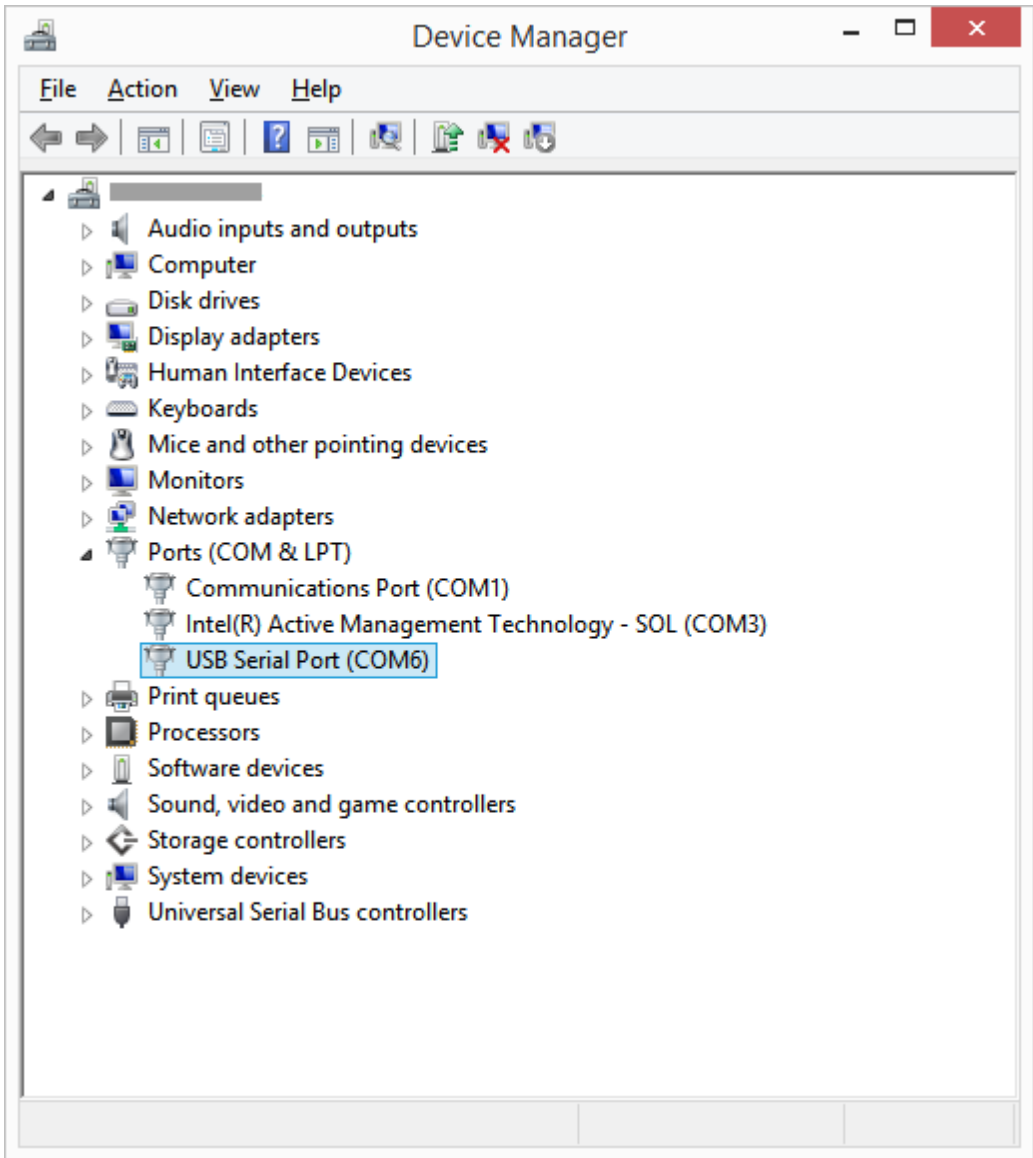 Device Manager
File Action View Help
Audio inputs and outputs
Computer
Disk drives
Display adapters
Human Interface Devices
Keyboards
Mice and other pointing devices
Monitors
Network adapters
Ports (COM & LPT)
Communications Port (COM1)
Intel(R) Active Management Technology - SOL (COM3)
USB Serial Port (COM6)
Print queues
Processors
Software devices
Sound, video and game controllers
Storage controllers
System devices
Universal Serial Bus controllers